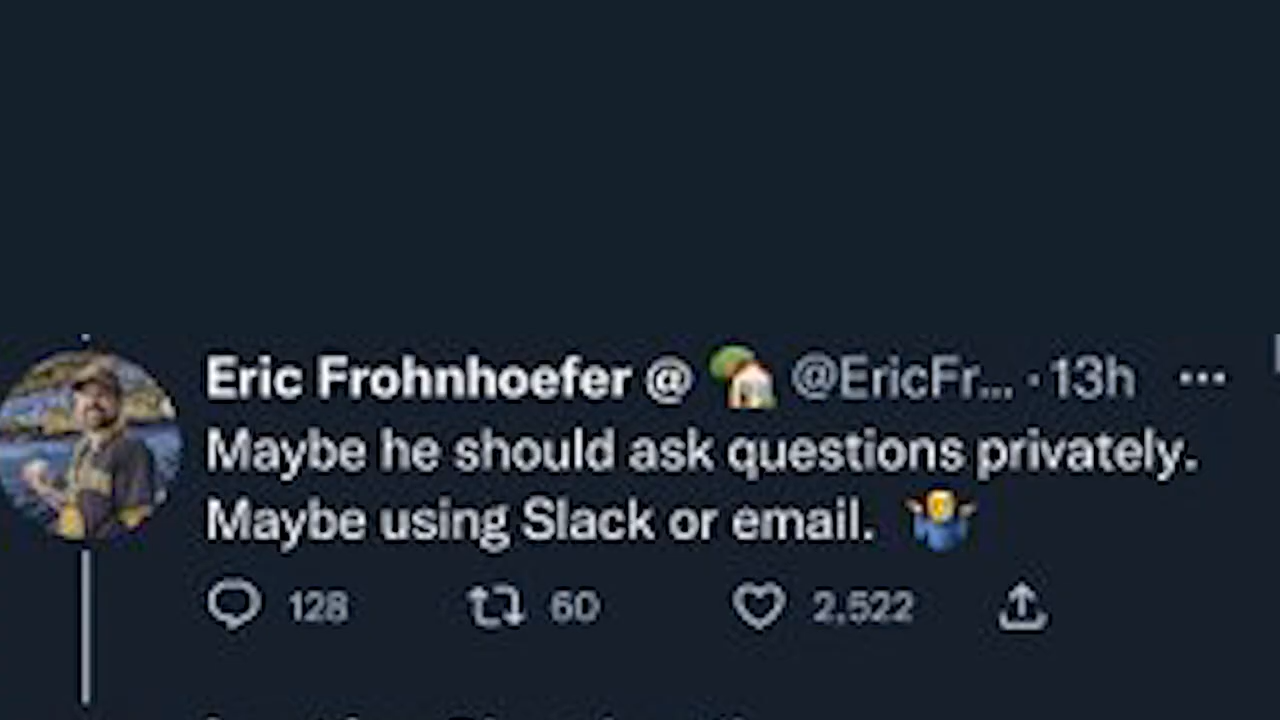 Eric Frohnhoefer @ 🏡 @EricFr... · 13h ...
Maybe he should ask questions privately.
Maybe using Slack or email. 🤷‍♂️
128 60 2,522